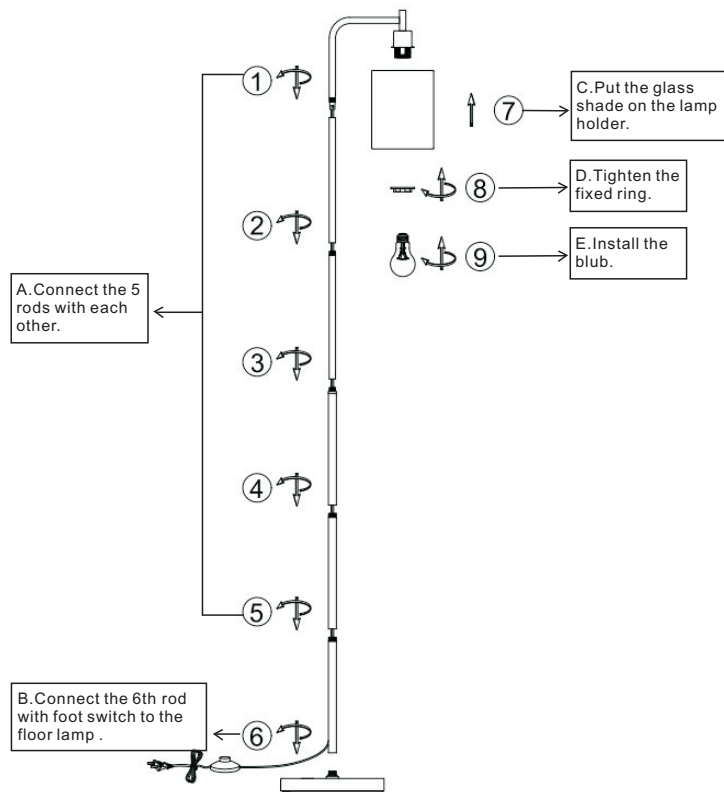 1
2
3
4
5
6
7
8
9
A.Connect the 5
rods with each
other.
B.Connect the 6th rod
with foot switch to the
floor lamp .
C.Put the glass
shade on the lamp
holder.
D.Tighten the
fixed ring.
E.Install the
blub.